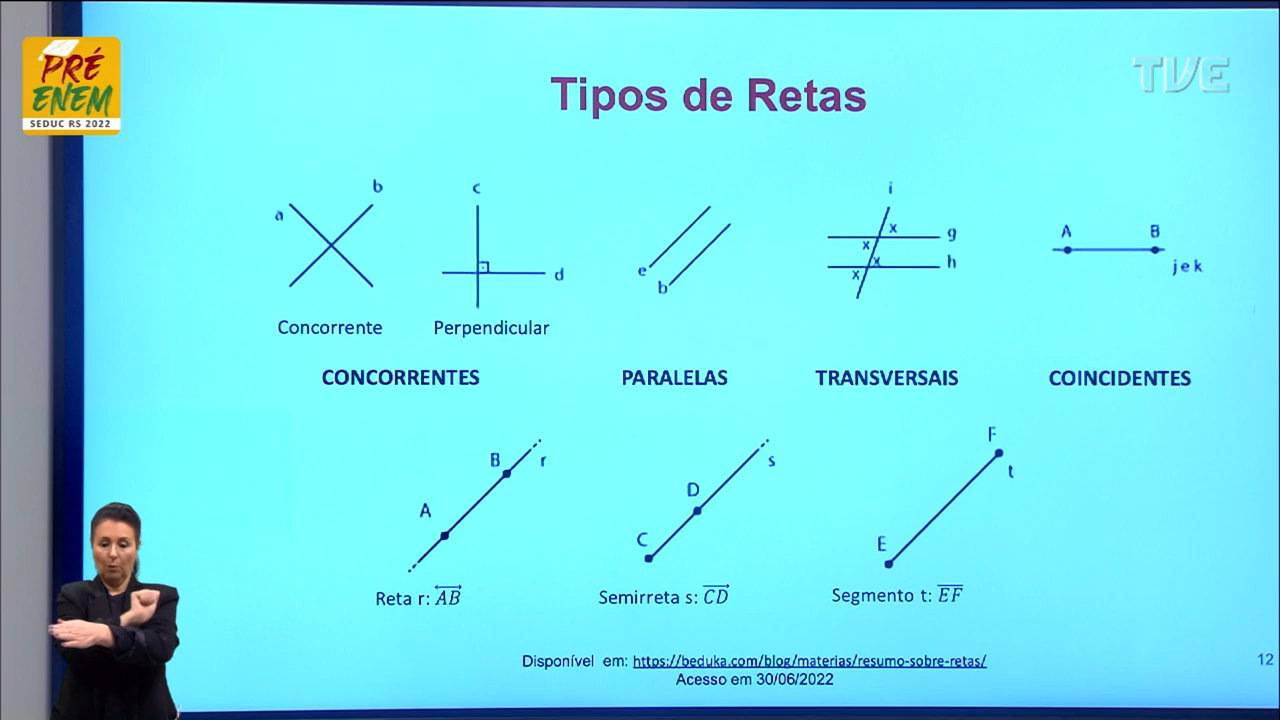 PRÉ
ENEM
SEDUC RS 2022
TVE
Tipos de Retas
a
b
c
d
e
b
i
x
g
x
x
h
x
A
B
j e k
Concorrente
Perpendicular
CONCORRENTES
PARALELAS
TRANSVERSAIS
COINCIDENTES
A
B
r
C
D
s
E
F
t
Reta r: AB
Semirreta s: CD
Segmento t: EF
Disponível em: https://beduka.com/blog/materias/resumo-sobre-retas/
Acesso em 30/06/2022
12